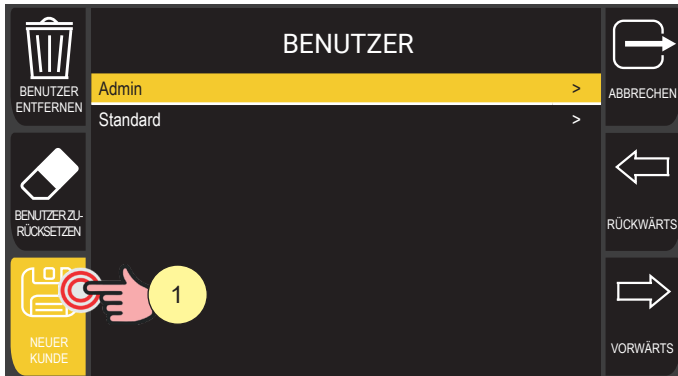 BENUTZER
BENUTZER
ENTFERNEN
Admin >
Standard >
ABBRECHEN
BENUTZER ZU-
RÜCKSETZEN
RÜCKWÄRTS
1
NEUER
KUNDE
VORWÄRTS